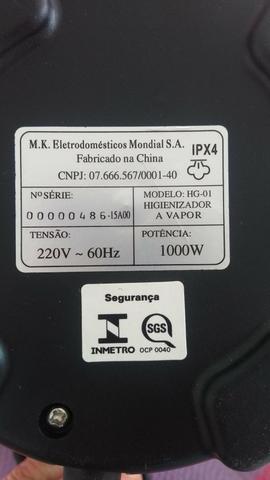 M.K. Eletrodomésticos Mondial S.A.
Fabricado na China
CNPJ: 07.666.567/0001-40
IPX4
Nº SÉRIE:
00000486-15A00
MODELO: HG-01
HIGIENIZADOR
A VAPOR
TENSÃO:
220V ~ 60Hz
POTÊNCIA:
1000W
Segurança
INMETRO
SGS
OCP 0040